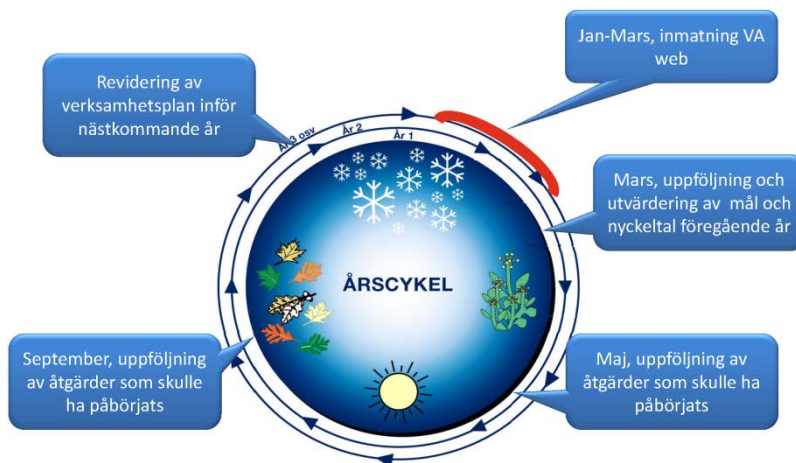 Jan-Mars, inmatning VA
web
Revidering av
verksamhetsplan inför
nästkommande år
År 3 osv
År 2
År 1
Mars, uppföljning och
utvärdering av mål och
nyckeltal föregående år
ÅRSCYKEL
September, uppföljning
av åtgärder som skulle
ha påbörjats
Maj, uppföljning av
åtgärder som skulle ha
påbörjats